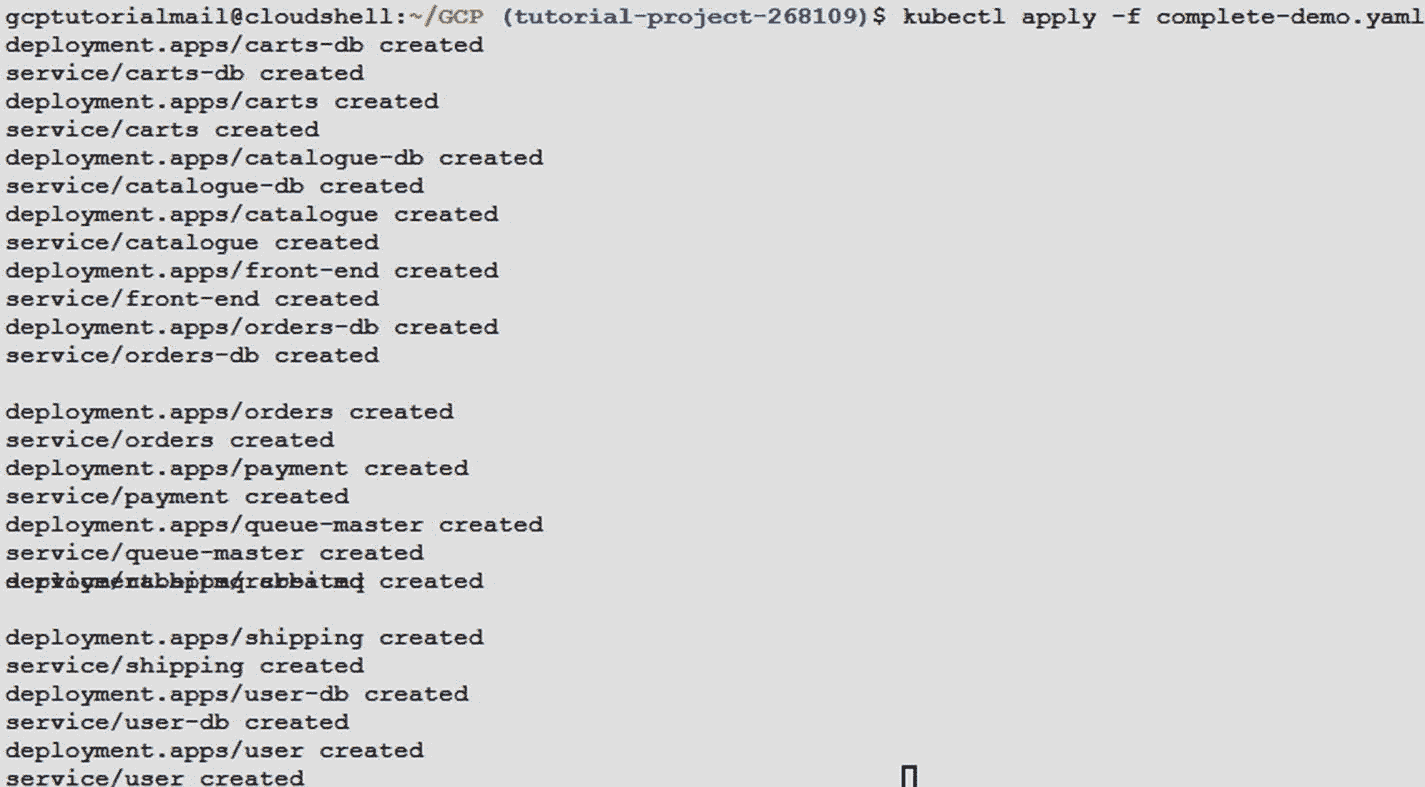 gcptutorialmail@cloudshell:~/GCP (tutorial-project-268109)$ kubectl apply -f complete-demo.yaml
deployment.apps/carts-db created
service/carts-db created
deployment.apps/carts created
service/carts created
deployment.apps/catalogue-db created
service/catalogue-db created
deployment.apps/catalogue created
service/catalogue created
deployment.apps/front-end created
service/front-end created
deployment.apps/orders-db created
service/orders-db created
deployment.apps/orders created
service/orders created
deployment.apps/payment created
service/payment created
deployment.apps/queue-master created
service/queue-master created
created
deployment.apps/shipping created
service/shipping created
deployment.apps/user-db created
service/user-db created
deployment.apps/user created
service/user created